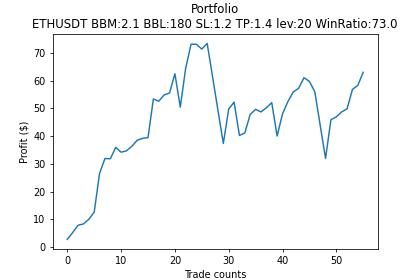 Portfolio
ETHUSDT BBM:2.1 BBL:180 SL:1.2 TP:1.4 lev:20 WinRatio:73.0
70
60
50
40
30
20
10
0
Profit ($)
0 10 20 30 40 50
Trade counts